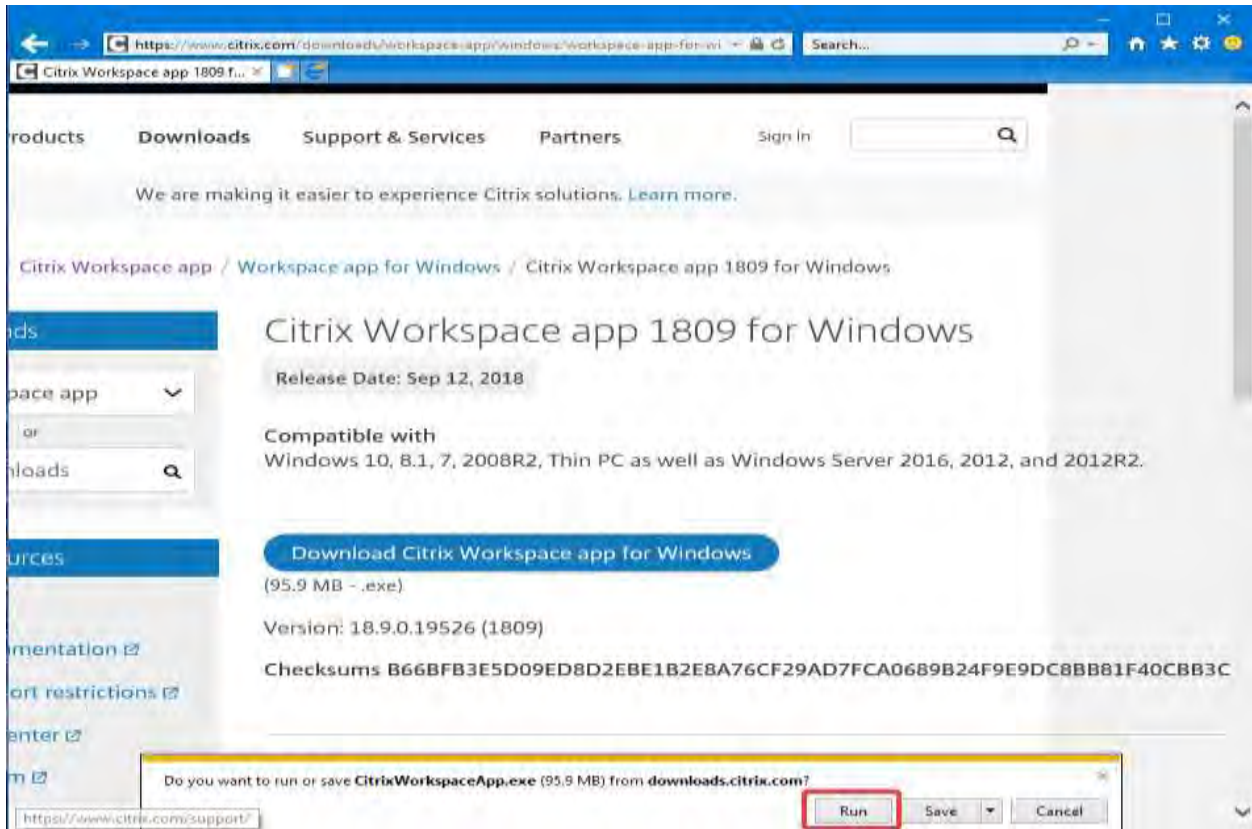 https://www.citrix.com/downloads/workspace-app/windows/workspace-app-for-wi Search...
Citrix Workspace app 1809 f...
roducts Downloads Support & Services Partners Sign In
We are making it easier to experience Citrix solutions. Learn more.
Citrix Workspace app / Workspace app for Windows / Citrix Workspace app 1809 for Windows
ds
Citrix Workspace app 1809 for Windows
Release Date: Sep 12, 2018
pace app
or
Compatible with
nloads
Windows 10, 8.1, 7, 2008R2, Thin PC as well as Windows Server 2016, 2012, and 2012R2.
urces
Download Citrix Workspace app for Windows
(95.9 MB - .exe)
Version: 18.9.0.19526 (1809)
mentation
Checksums B66BFB3E5D09ED8D2EBE1B2E8A76CF29AD7FCA0689B24F9E9DC8BB81F40CBB3C
ort restrictions
enter
m
Do you want to run or save CitrixWorkspaceApp.exe (95.9 MB) from downloads.citrix.com?
Run Save Cancel
https://www.citrix.com/support/